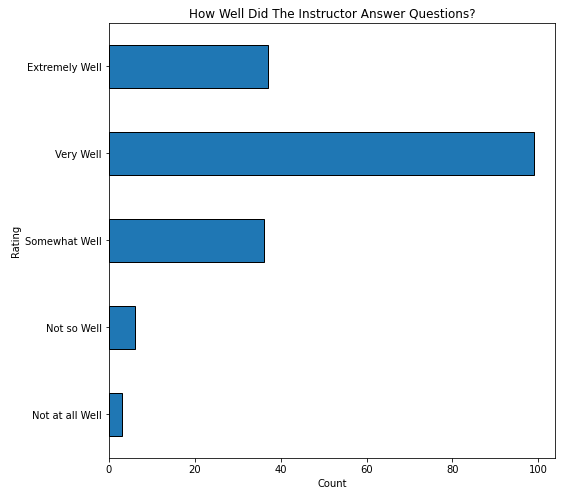 How Well Did The Instructor Answer Questions?
Extremely Well
Very Well
Somewhat Well
Not so Well
Not at all Well
Rating
0 20 40 60 80 100
Count